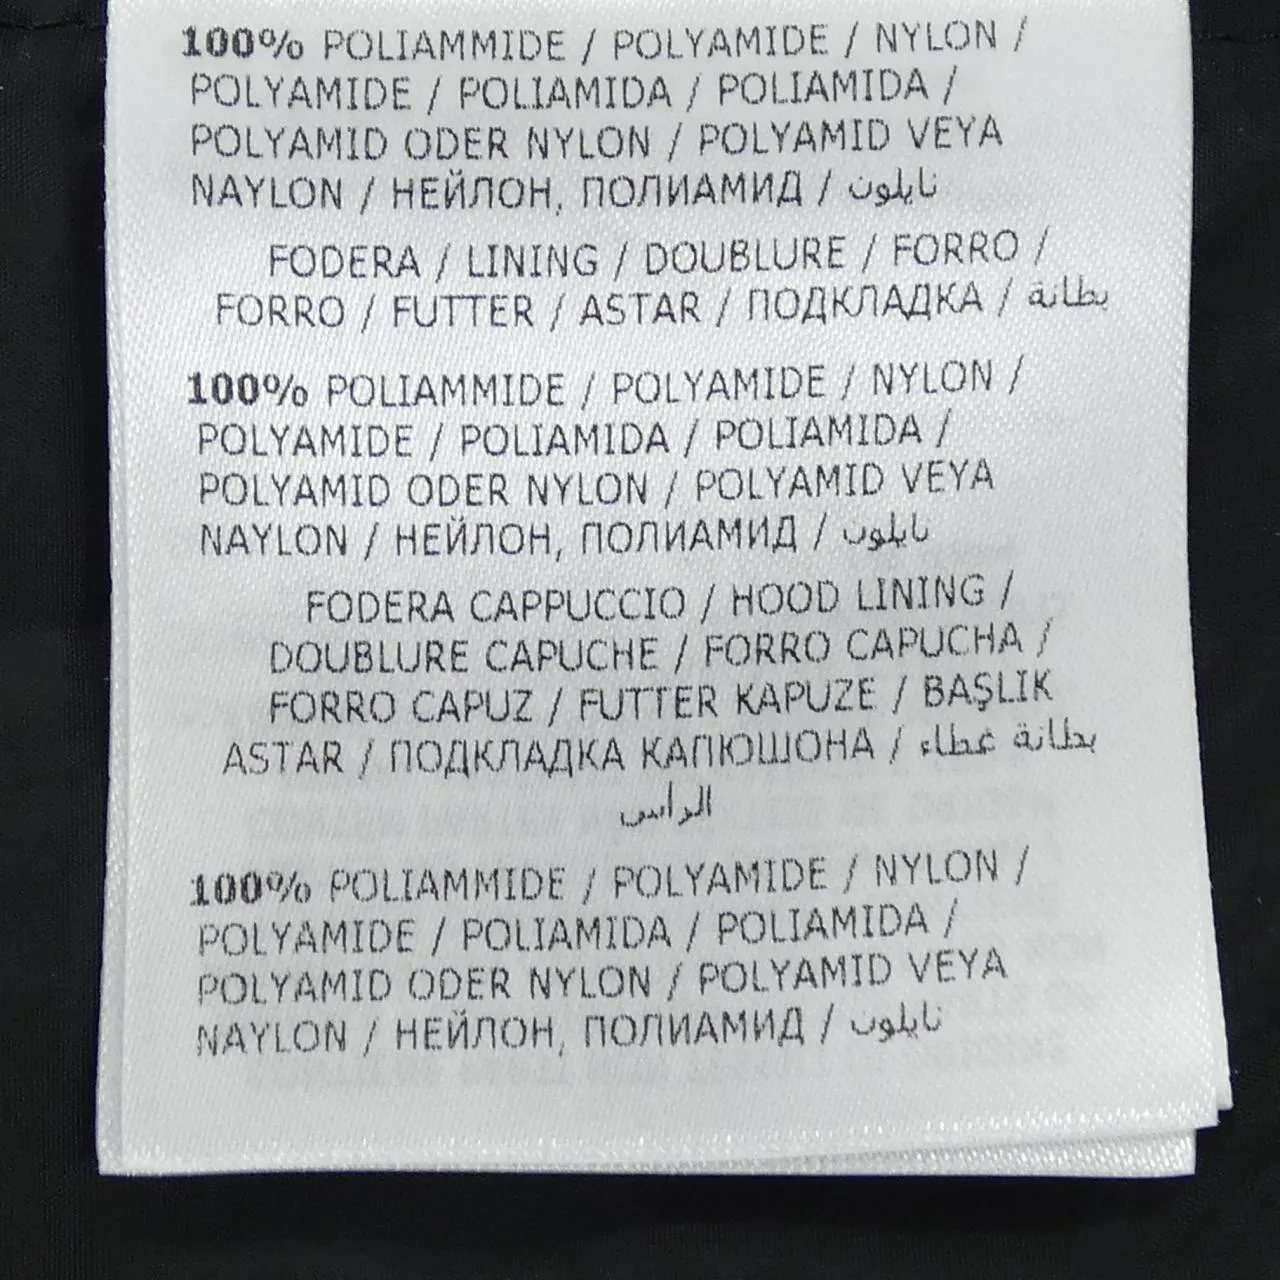 100% POLIAMMIDE / POLYAMIDE / NYLON /
POLYAMIDE / POLIAMIDA / POLIAMIDA /
POLYAMID ODER NYLON / POLYAMID VEYA
NAYLON / НЕЙЛОН, ПОЛИАМИД / نايلون
FODERA / LINING / DOUBLURE / FORRO /
FORRO / FUTTER / ASTAR / ПОДКЛАДКА / بطانة
100% POLIAMMIDE / POLYAMIDE / NYLON /
POLYAMIDE / POLIAMIDA / POLIAMIDA /
POLYAMID ODER NYLON / POLYAMID VEYA
NAYLON / НЕЙЛОН, ПОЛИАМИД / نايلون
FODERA CAPPUCCIO / HOOD LINING /
DOUBLURE CAPUCHE / FORRO CAPUCHA /
FORRO CAPUZ / FUTTER KAPUZE / BAŞLIK
ASTAR / ПОДКЛАДКА КАПЮШОНА / بطانة غطاء
الرأس
100% POLIAMMIDE / POLYAMIDE / NYLON /
POLYAMIDE / POLIAMIDA / POLIAMIDA /
POLYAMID ODER NYLON / POLYAMID VEYA
NAYLON / НЕЙЛОН, ПОЛИАМИД / نايلون